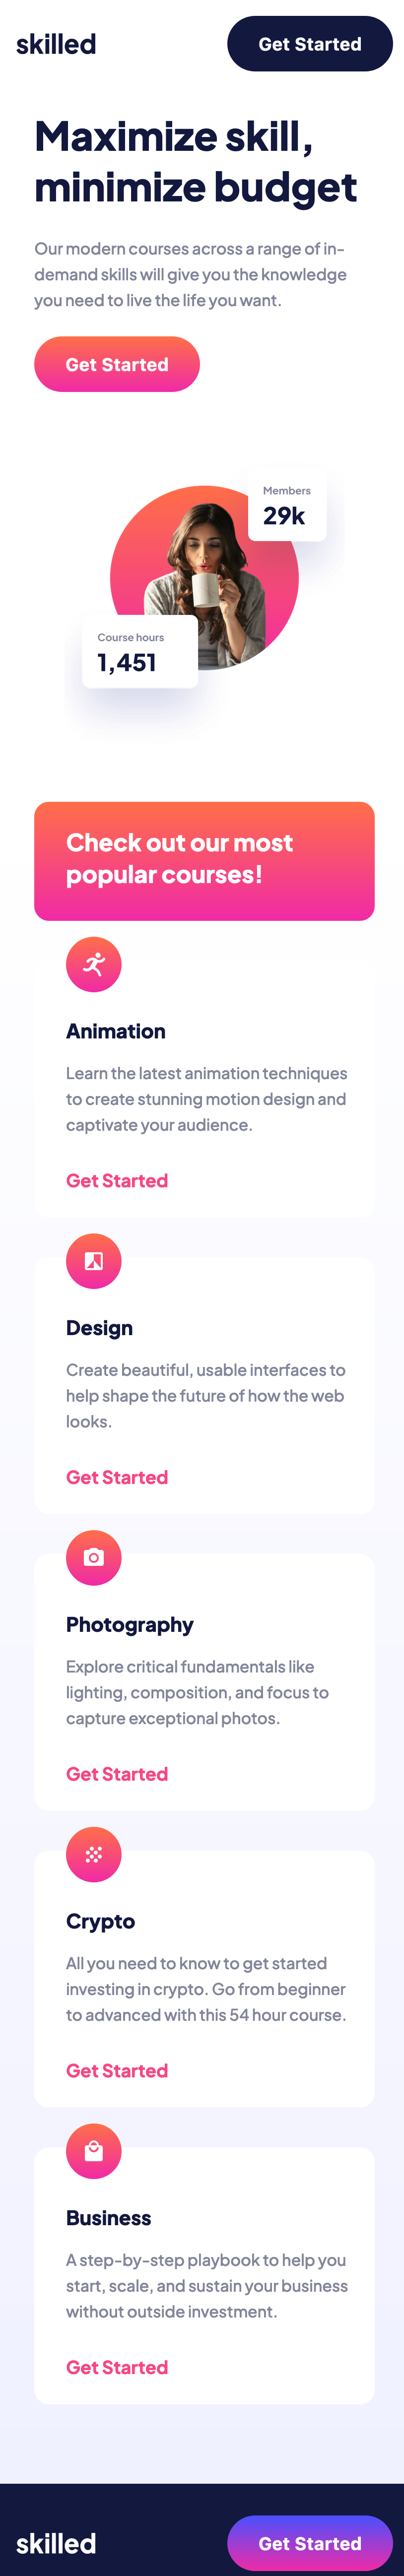 skilled
Get Started
Maximize skill,
minimize budget
Our modern courses across a range of in-
demand skills will give you the knowledge
you need to live the life you want.
Get Started
Members
29k
Course hours
1,451
Check out our most
popular courses!
Animation
Learn the latest animation techniques
to create stunning motion design and
captivate your audience.
Get Started
Design
Create beautiful, usable interfaces to
help shape the future of how the web
looks.
Get Started
Photography
Explore critical fundamentals like
lighting, composition, and focus to
capture exceptional photos.
Get Started
Crypto
All you need to know to get started
investing in crypto. Go from beginner
to advanced with this 54 hour course.
Get Started
Business
A step-by-step playbook to help you
start, scale, and sustain your business
without outside investment.
Get Started
skilled
Get Started